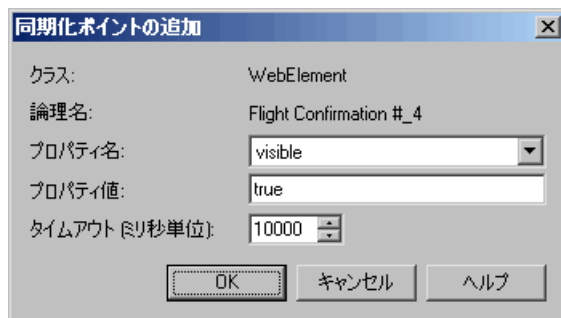 同期化ポイントの追加
クラス: WebElement
論理名: Flight Confirmation #_4
プロパティ名: visible
プロパティ値: true
タイムアウト (ミリ秒単位): 10000
OK キャンセル ヘルプ